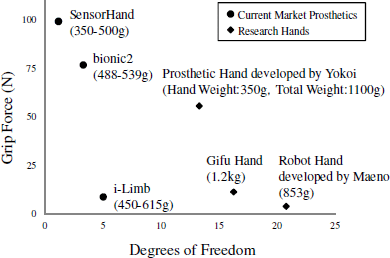 SensorHand
(350-500g)
Current Market Prosthetics
Research Hands
bionic2
(488-539g)
Prosthetic Hand developed by Yokoi
(Hand Weight:350g, Total Weight:1100g)
Gifu Hand
(1.2kg)
Robot Hand
developed by Maeno
(853g)
i-Limb
(450-615g)
Grip Force (N)
100
75
50
25
0
0
5
10
15
20
25
Degrees of Freedom